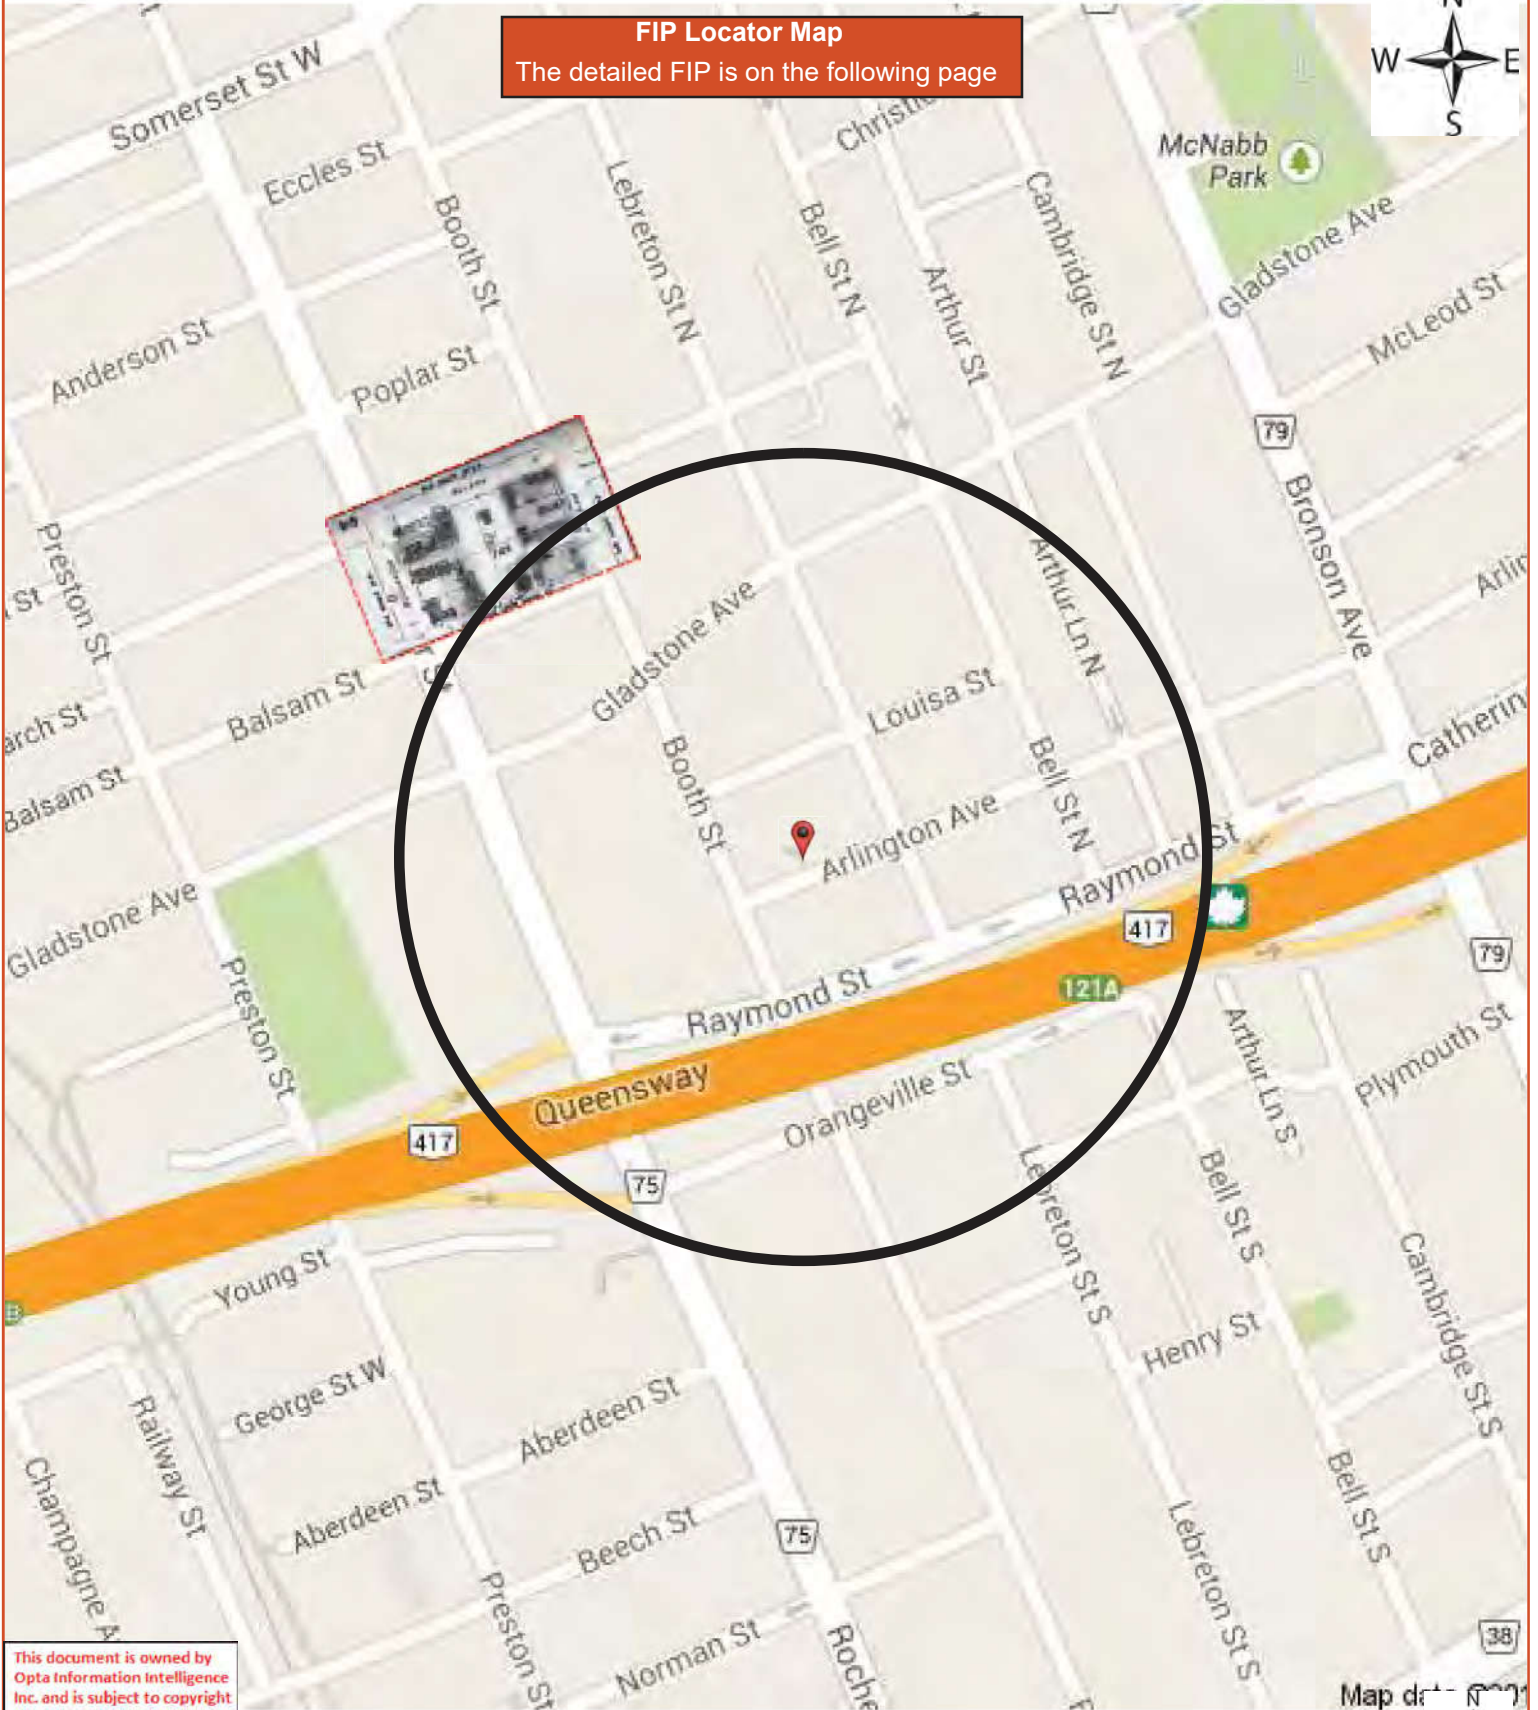 FIP Locator Map
The detailed FIP is on the following page
N
W E
S
Somerset St W
Eccles St
Booth St
Lebreton St N
Bell St N
Arthur St
Cambridge St N
McNabb
Park
Gladstone Ave
McLeod St
Anderson St
Poplar St
79
Bronson Ave
Preston St
St
Balsam St
Gladstone Ave
Arthur Ln N
Louisa St
Booth St
Bell St N
Arlington Ave
Balsam St
Gladstone Ave
Raymond St
417
121A
79
Preston St
Raymond St
Queensway
417
Orangeville St
Arthur Ln S
Plymouth St
75
Lebreton St S
Bell St S
Cambridge St S
Young St
Henry St
George St W
Aberdeen St
Railway St
Aberdeen St
Beech St
75
Bell St S
Preston St
Norman St
Lebreton St S
38
This document is owned by
Opta Information Intelligence
Inc. and is subject to copyright
Map
N